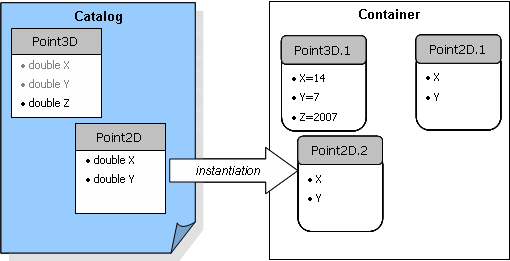 Catalog
Point3D
• double X
• double Y
• double Z
Point2D
• double X
• double Y
instantiation
Container
Point3D.1
• X=14
• Y=7
• Z=2007
Point2D.1
• X
• Y
Point2D.2
• X
• Y